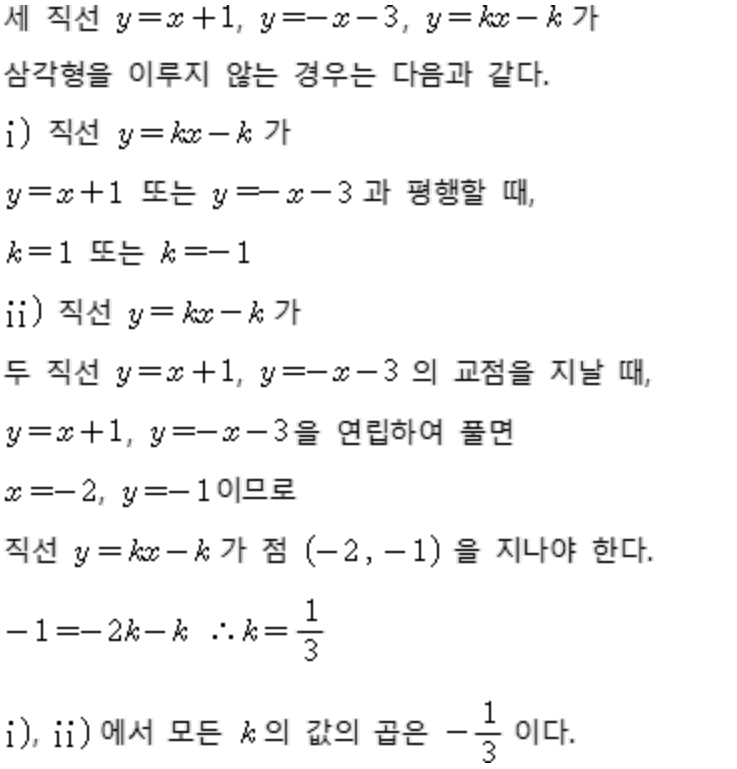 세 직선 y=x+1, y=-x-3, y=kx-k 가
삼각형을 이루지 않는 경우는 다음과 같다.
i) 직선 y=kx-k 가
y=x+1 또는 y=-x-3 과 평행할 때,
k=1 또는 k=-1
ii) 직선 y=kx-k 가
두 직선 y=x+1, y=-x-3 의 교점을 지날 때,
y=x+1, y=-x-3을 연립하여 풀면
x=-2, y=-1이므로
직선 y=kx-k 가 점 (-2, -1) 을 지나야 한다.
-1=-2k-k ∴k=1/3
i), ii)에서 모든 k의 값의 곱은 -1/3 이다.